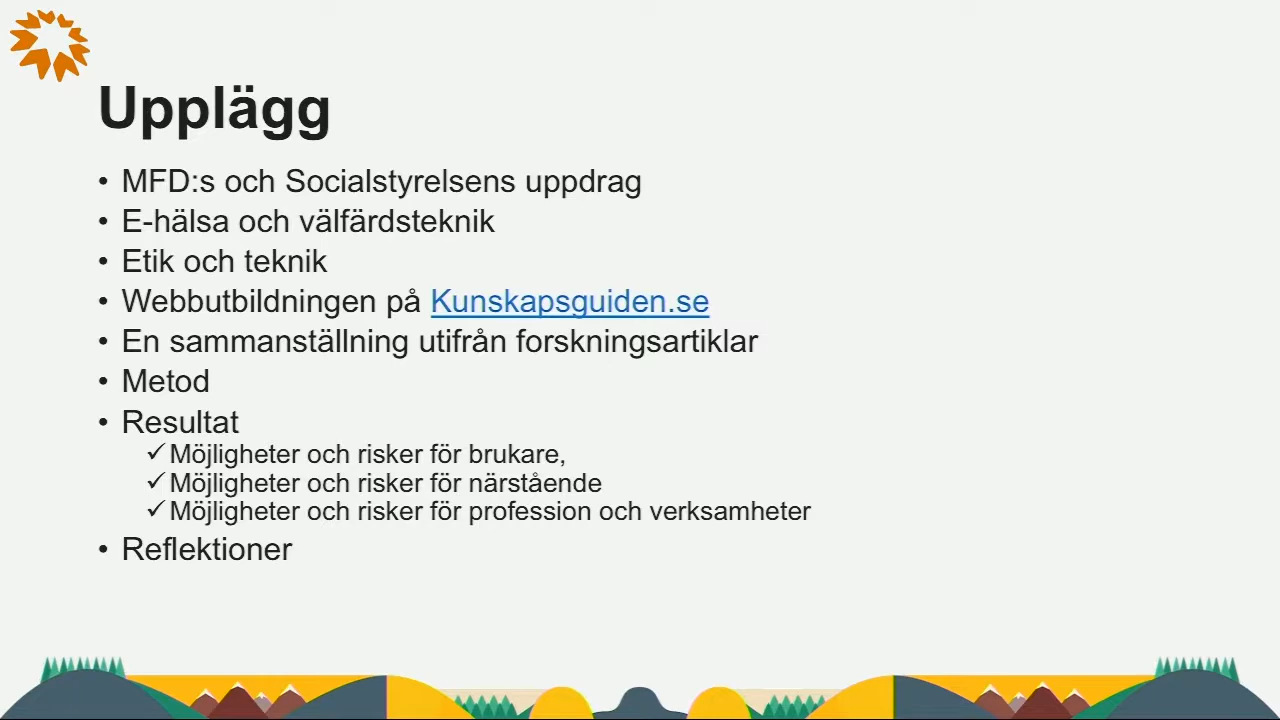 Upplägg
• MFD:s och Socialstyrelsens uppdrag
• E-hälsa och välfärdsteknik
• Etik och teknik
• Webbutbildningen på Kunskapsguiden.se
• En sammanställning utifrån forskningsartiklar
• Metod
• Resultat
✓Möjligheter och risker för brukare,
✓Möjligheter och risker för närstående
✓Möjligheter och risker för profession och verksamheter
• Reflektioner